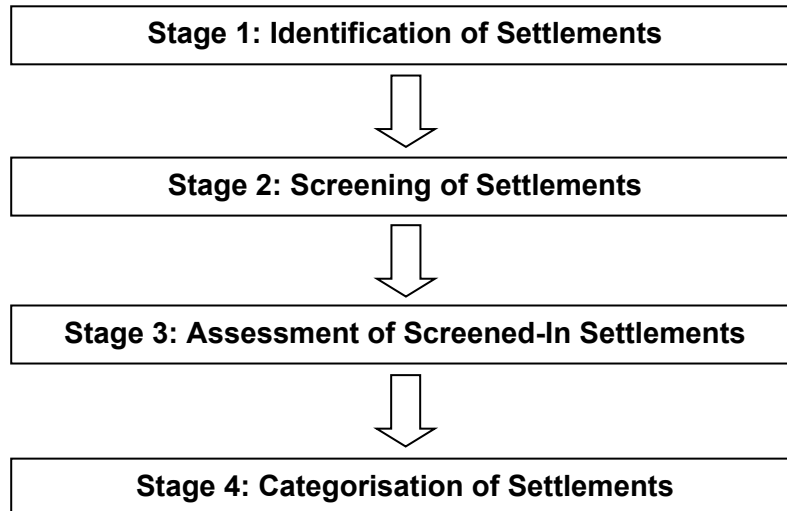 Stage 1: Identification of Settlements
Stage 2: Screening of Settlements
Stage 3: Assessment of Screened-In Settlements
Stage 4: Categorisation of Settlements